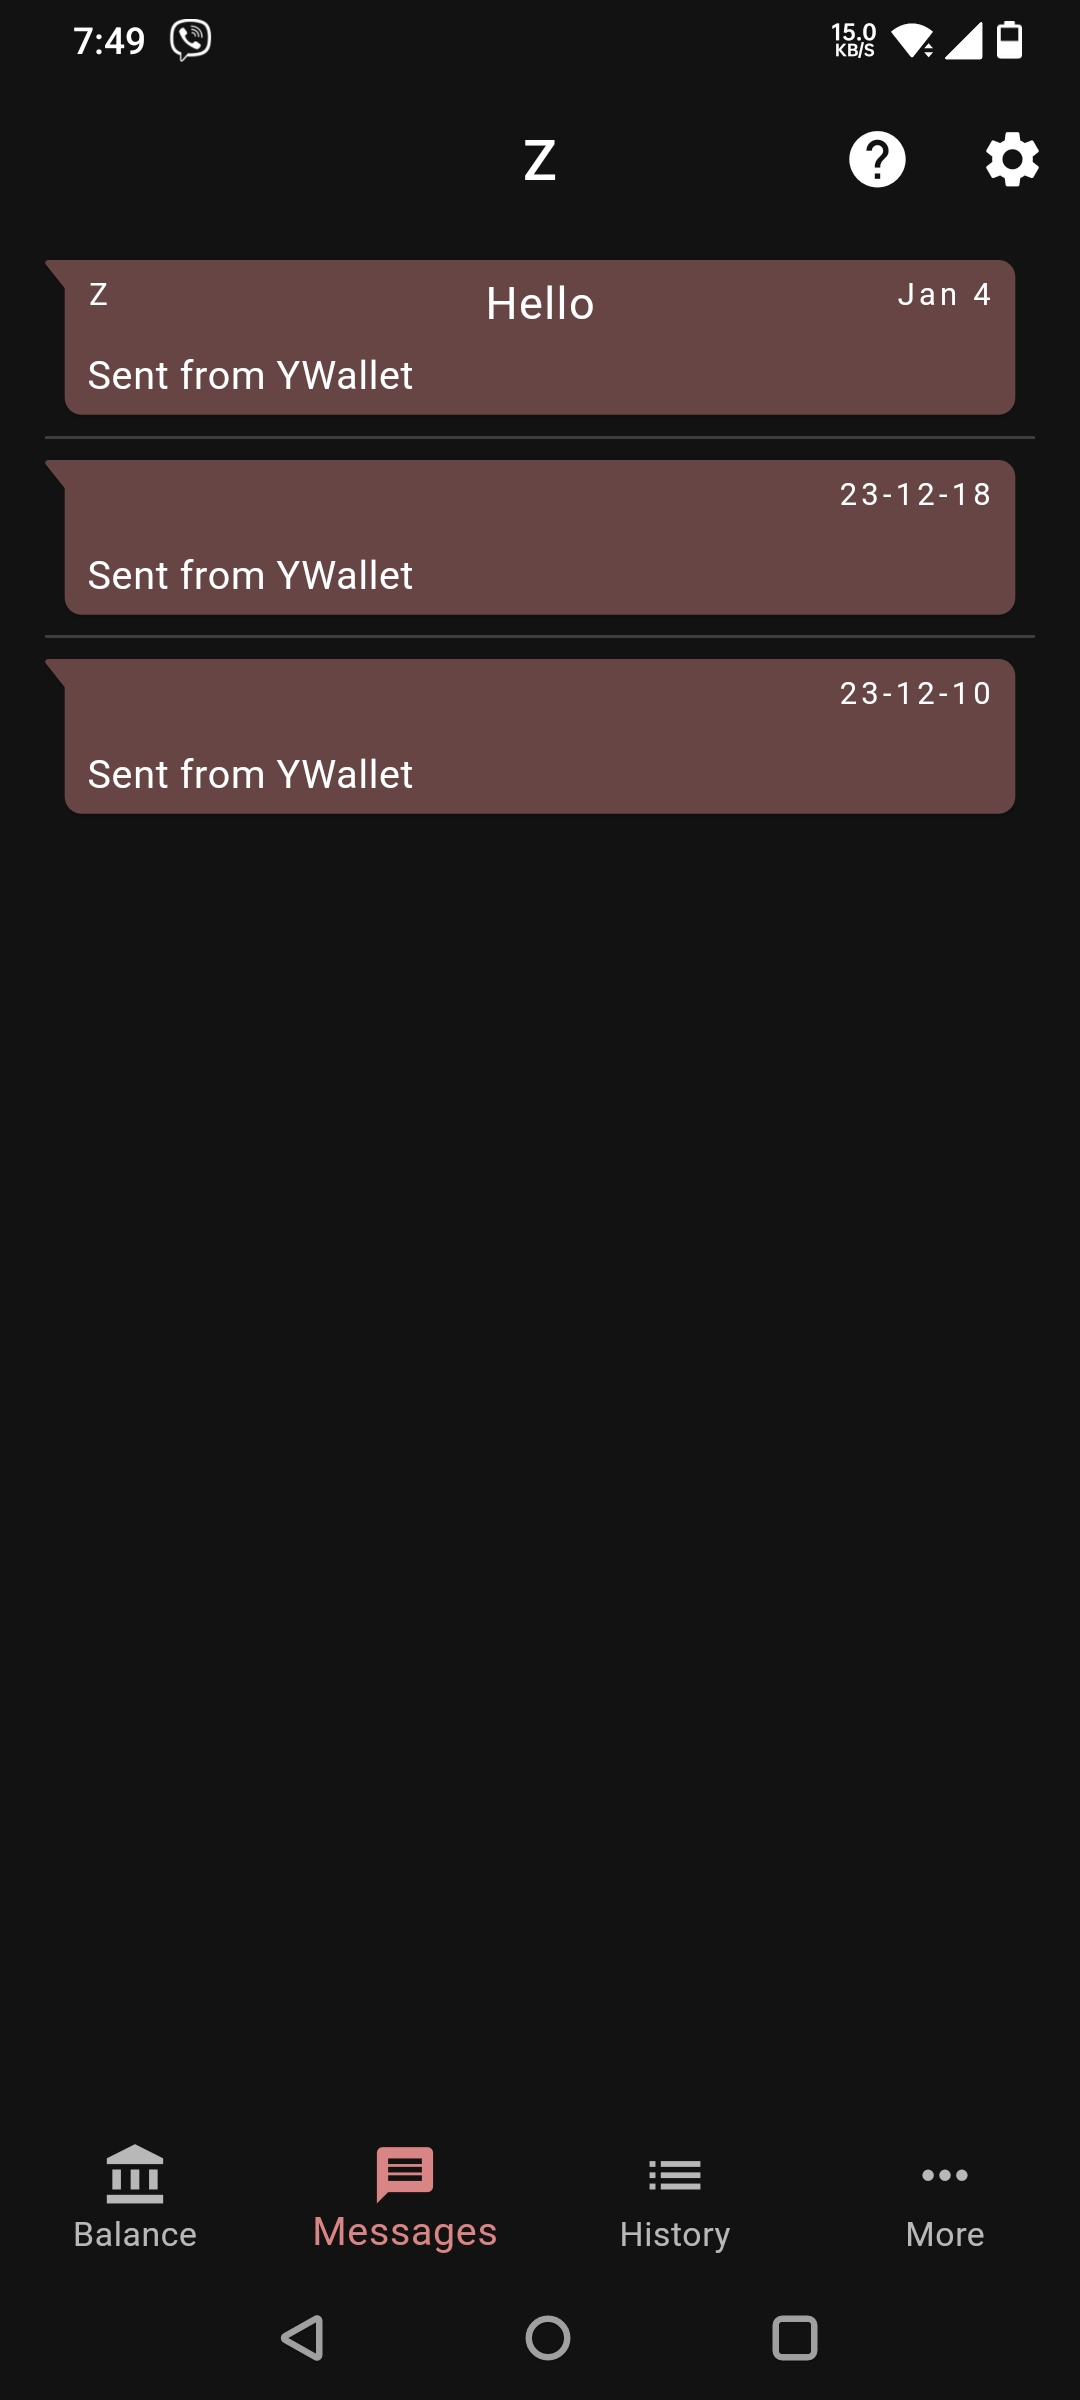 7:49
15.0
KB/S
Z
Z
Hello
Jan 4
Sent from YWallet
23-12-18
Sent from YWallet
23-12-10
Sent from YWallet
Balance
Messages
History
More